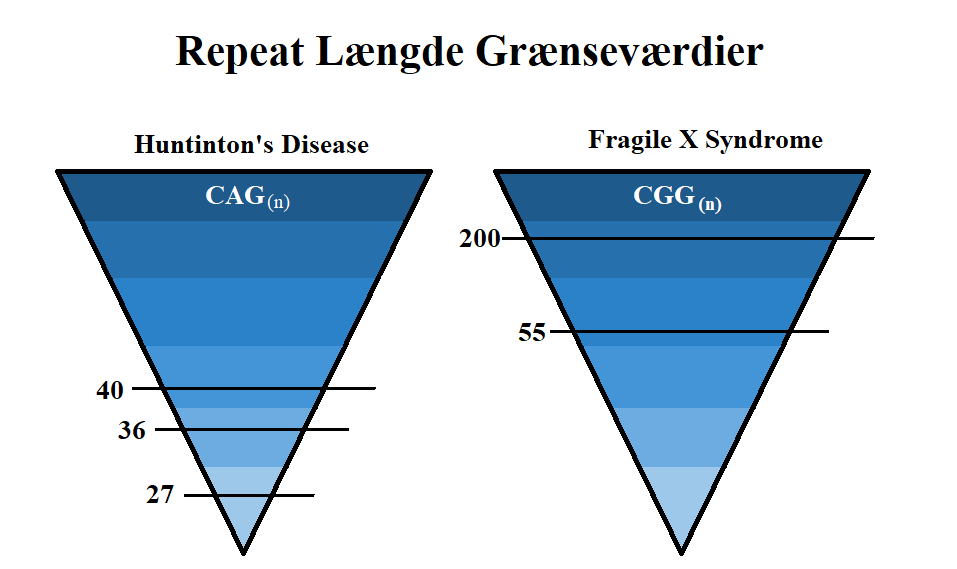 Repeat Længde Grænseværdier
Huntinton's Disease
CAG(n)
40
36
27
Fragile X Syndrome
CGG(n)
200
55